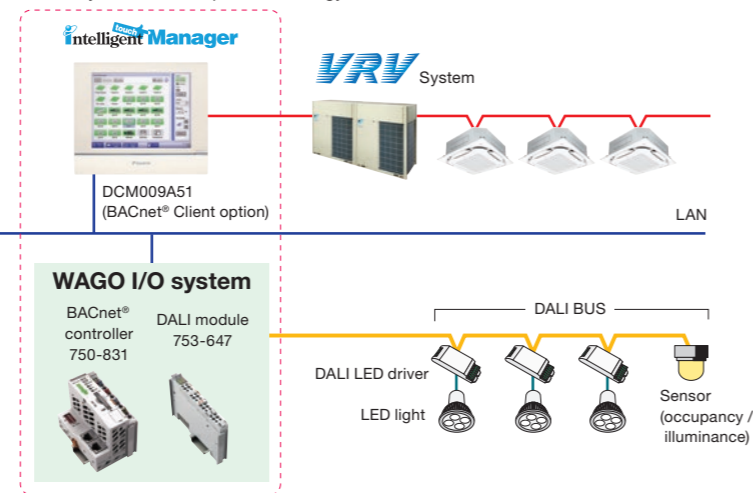 intelligent touch Manager
VRV System
DCM009A51
(BACnet® Client option)
LAN
WAGO I/O system
BACnet®
controller
750-831
DALI module
753-647
DALI BUS
DALI LED driver
LED light
Sensor
(occupancy /
illuminance)